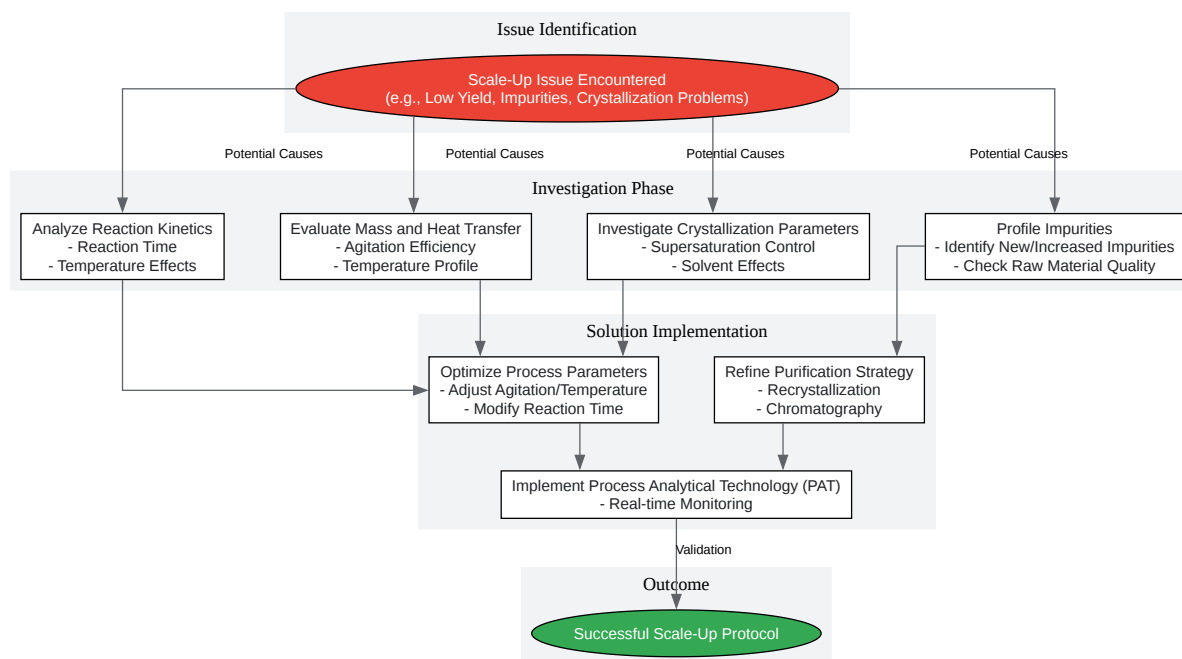 Issue Identification
Scale-Up Issue Encountered
(e.g., Low Yield, Impurities, Crystallization Problems)
Potential Causes
Potential Causes
Potential Causes
Potential Causes
Investigation Phase
Analyze Reaction Kinetics
- Reaction Time
- Temperature Effects
Evaluate Mass and Heat Transfer
- Agitation Efficiency
- Temperature Profile
Investigate Crystallization Parameters
- Supersaturation Control
- Solvent Effects
Profile Impurities
- Identify New/Increased Impurities
- Check Raw Material Quality
Solution Implementation
Optimize Process Parameters
- Adjust Agitation/Temperature
- Modify Reaction Time
Refine Purification Strategy
- Recrystallization
- Chromatography
Implement Process Analytical Technology (PAT)
- Real-time Monitoring
Validation
Outcome
Successful Scale-Up Protocol